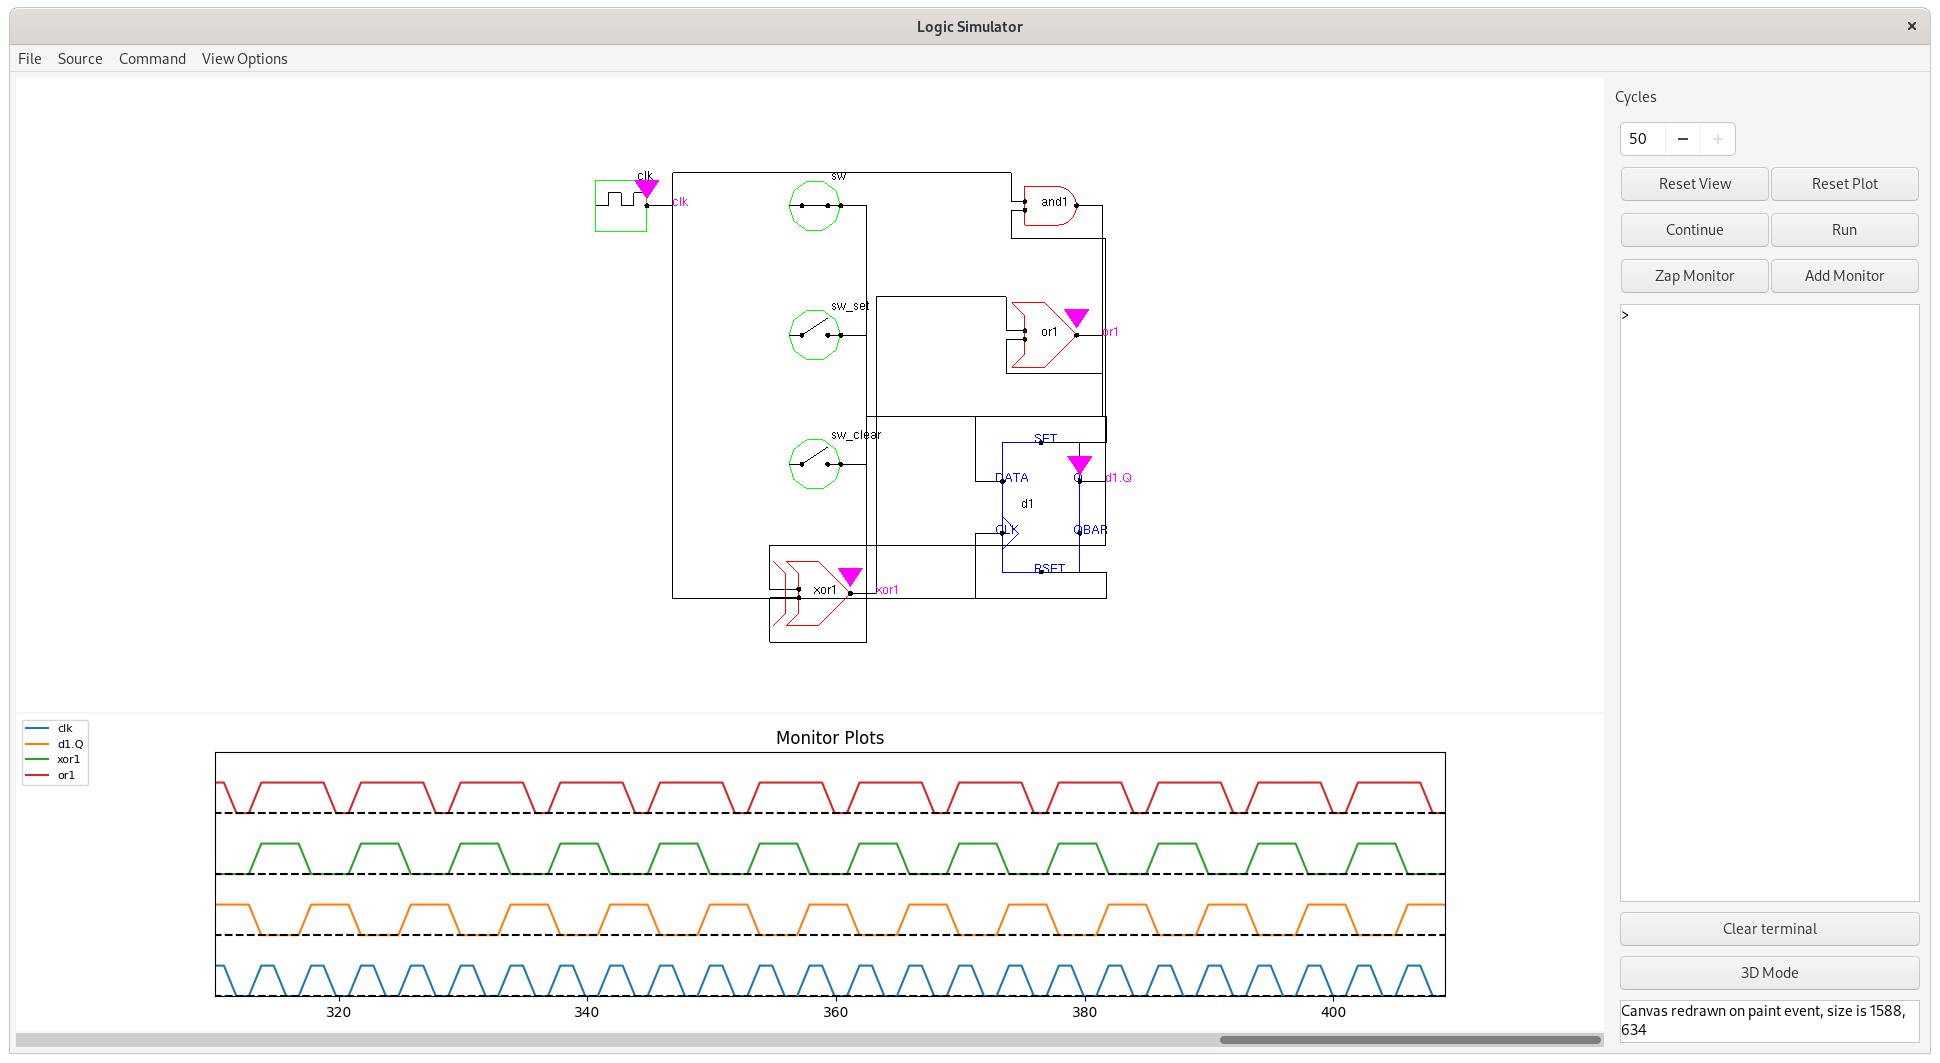 Logic Simulator
×
File Source Command View Options
Cycles
50 − +
Reset View Reset Plot
Continue Run
Zap Monitor Add Monitor
>
clk
clk
sw
and1
sw_set
or1
or1
sw_clear
SET
DATA
Q
d1.Q
d1
CLK
QBAR
RSET
xor1
xor1
clk
d1.Q
xor1
or1
Monitor Plots
320 340 360 380 400
Clear terminal
3D Mode
Canvas redrawn on paint event, size is 1588,
634